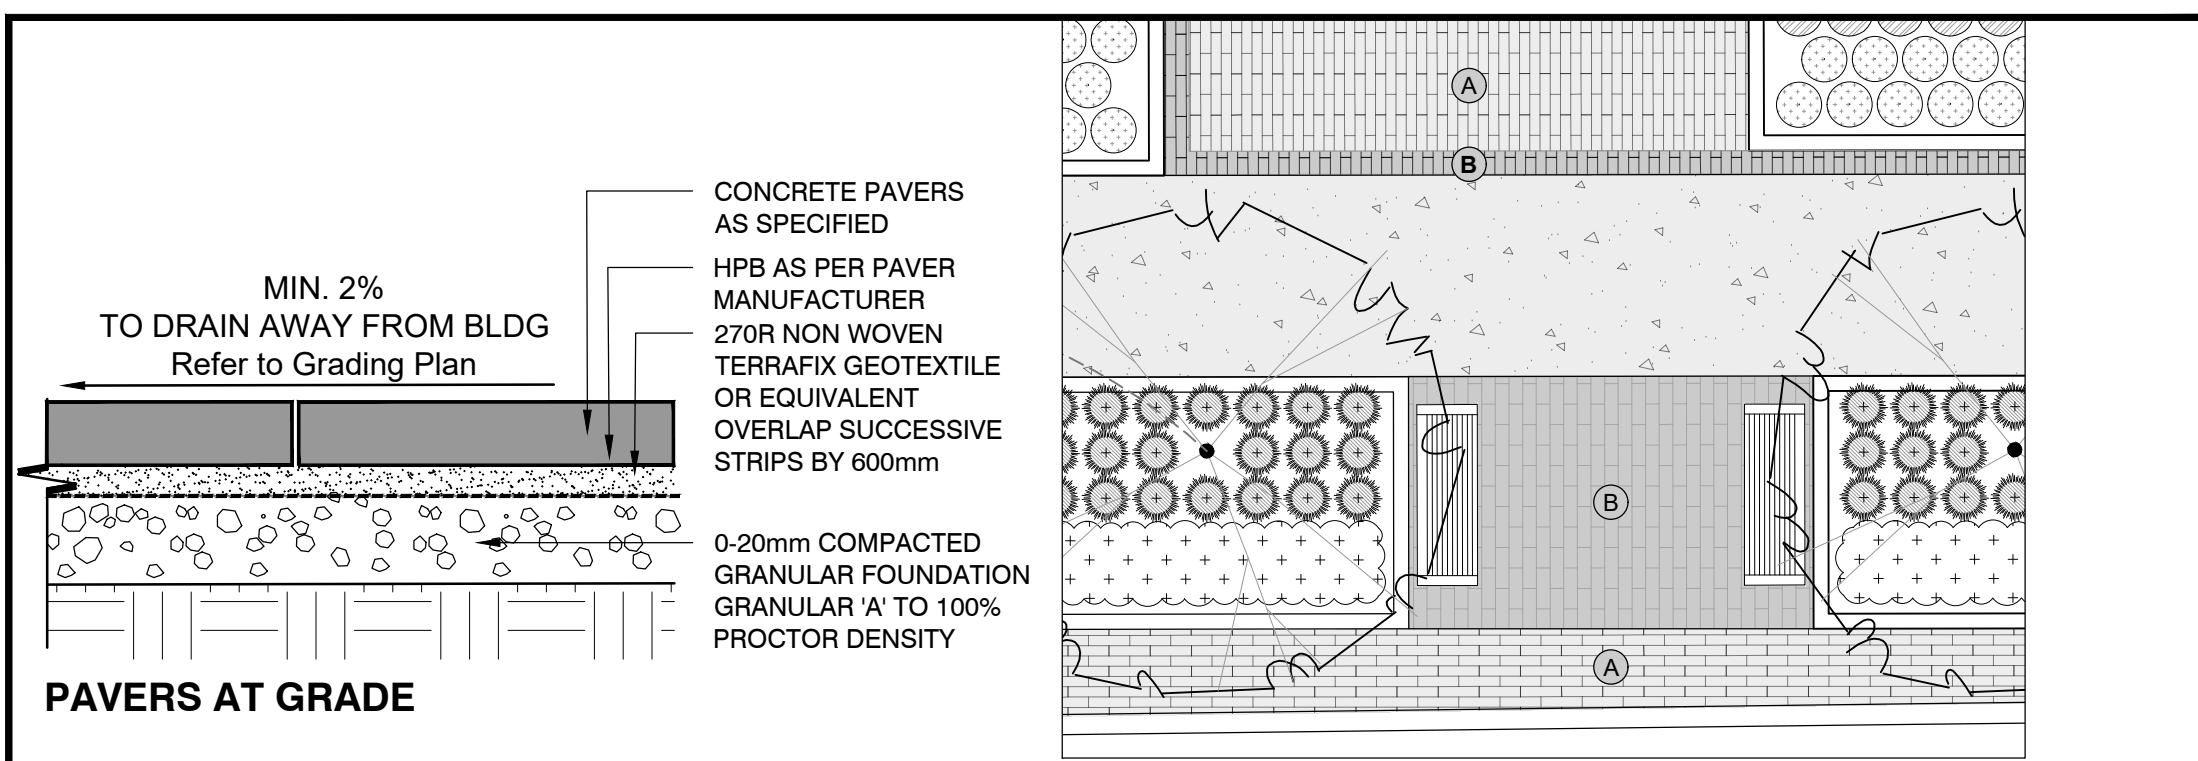 MIN. 2%
TO DRAIN AWAY FROM BLDG
Refer to Grading Plan
CONCRETE PAVERS
AS SPECIFIED
HPB AS PER PAVER
MANUFACTURER
270R NON WOVEN
TERRAFIX GEOTEXTILE
OR EQUIVALENT
OVERLAP SUCCESSIVE
STRIPS BY 600mm
0-20mm COMPACTED
GRANULAR FOUNDATION
GRANULAR 'A' TO 100%
PROCTOR DENSITY
PAVERS AT GRADE
A
B
B
A